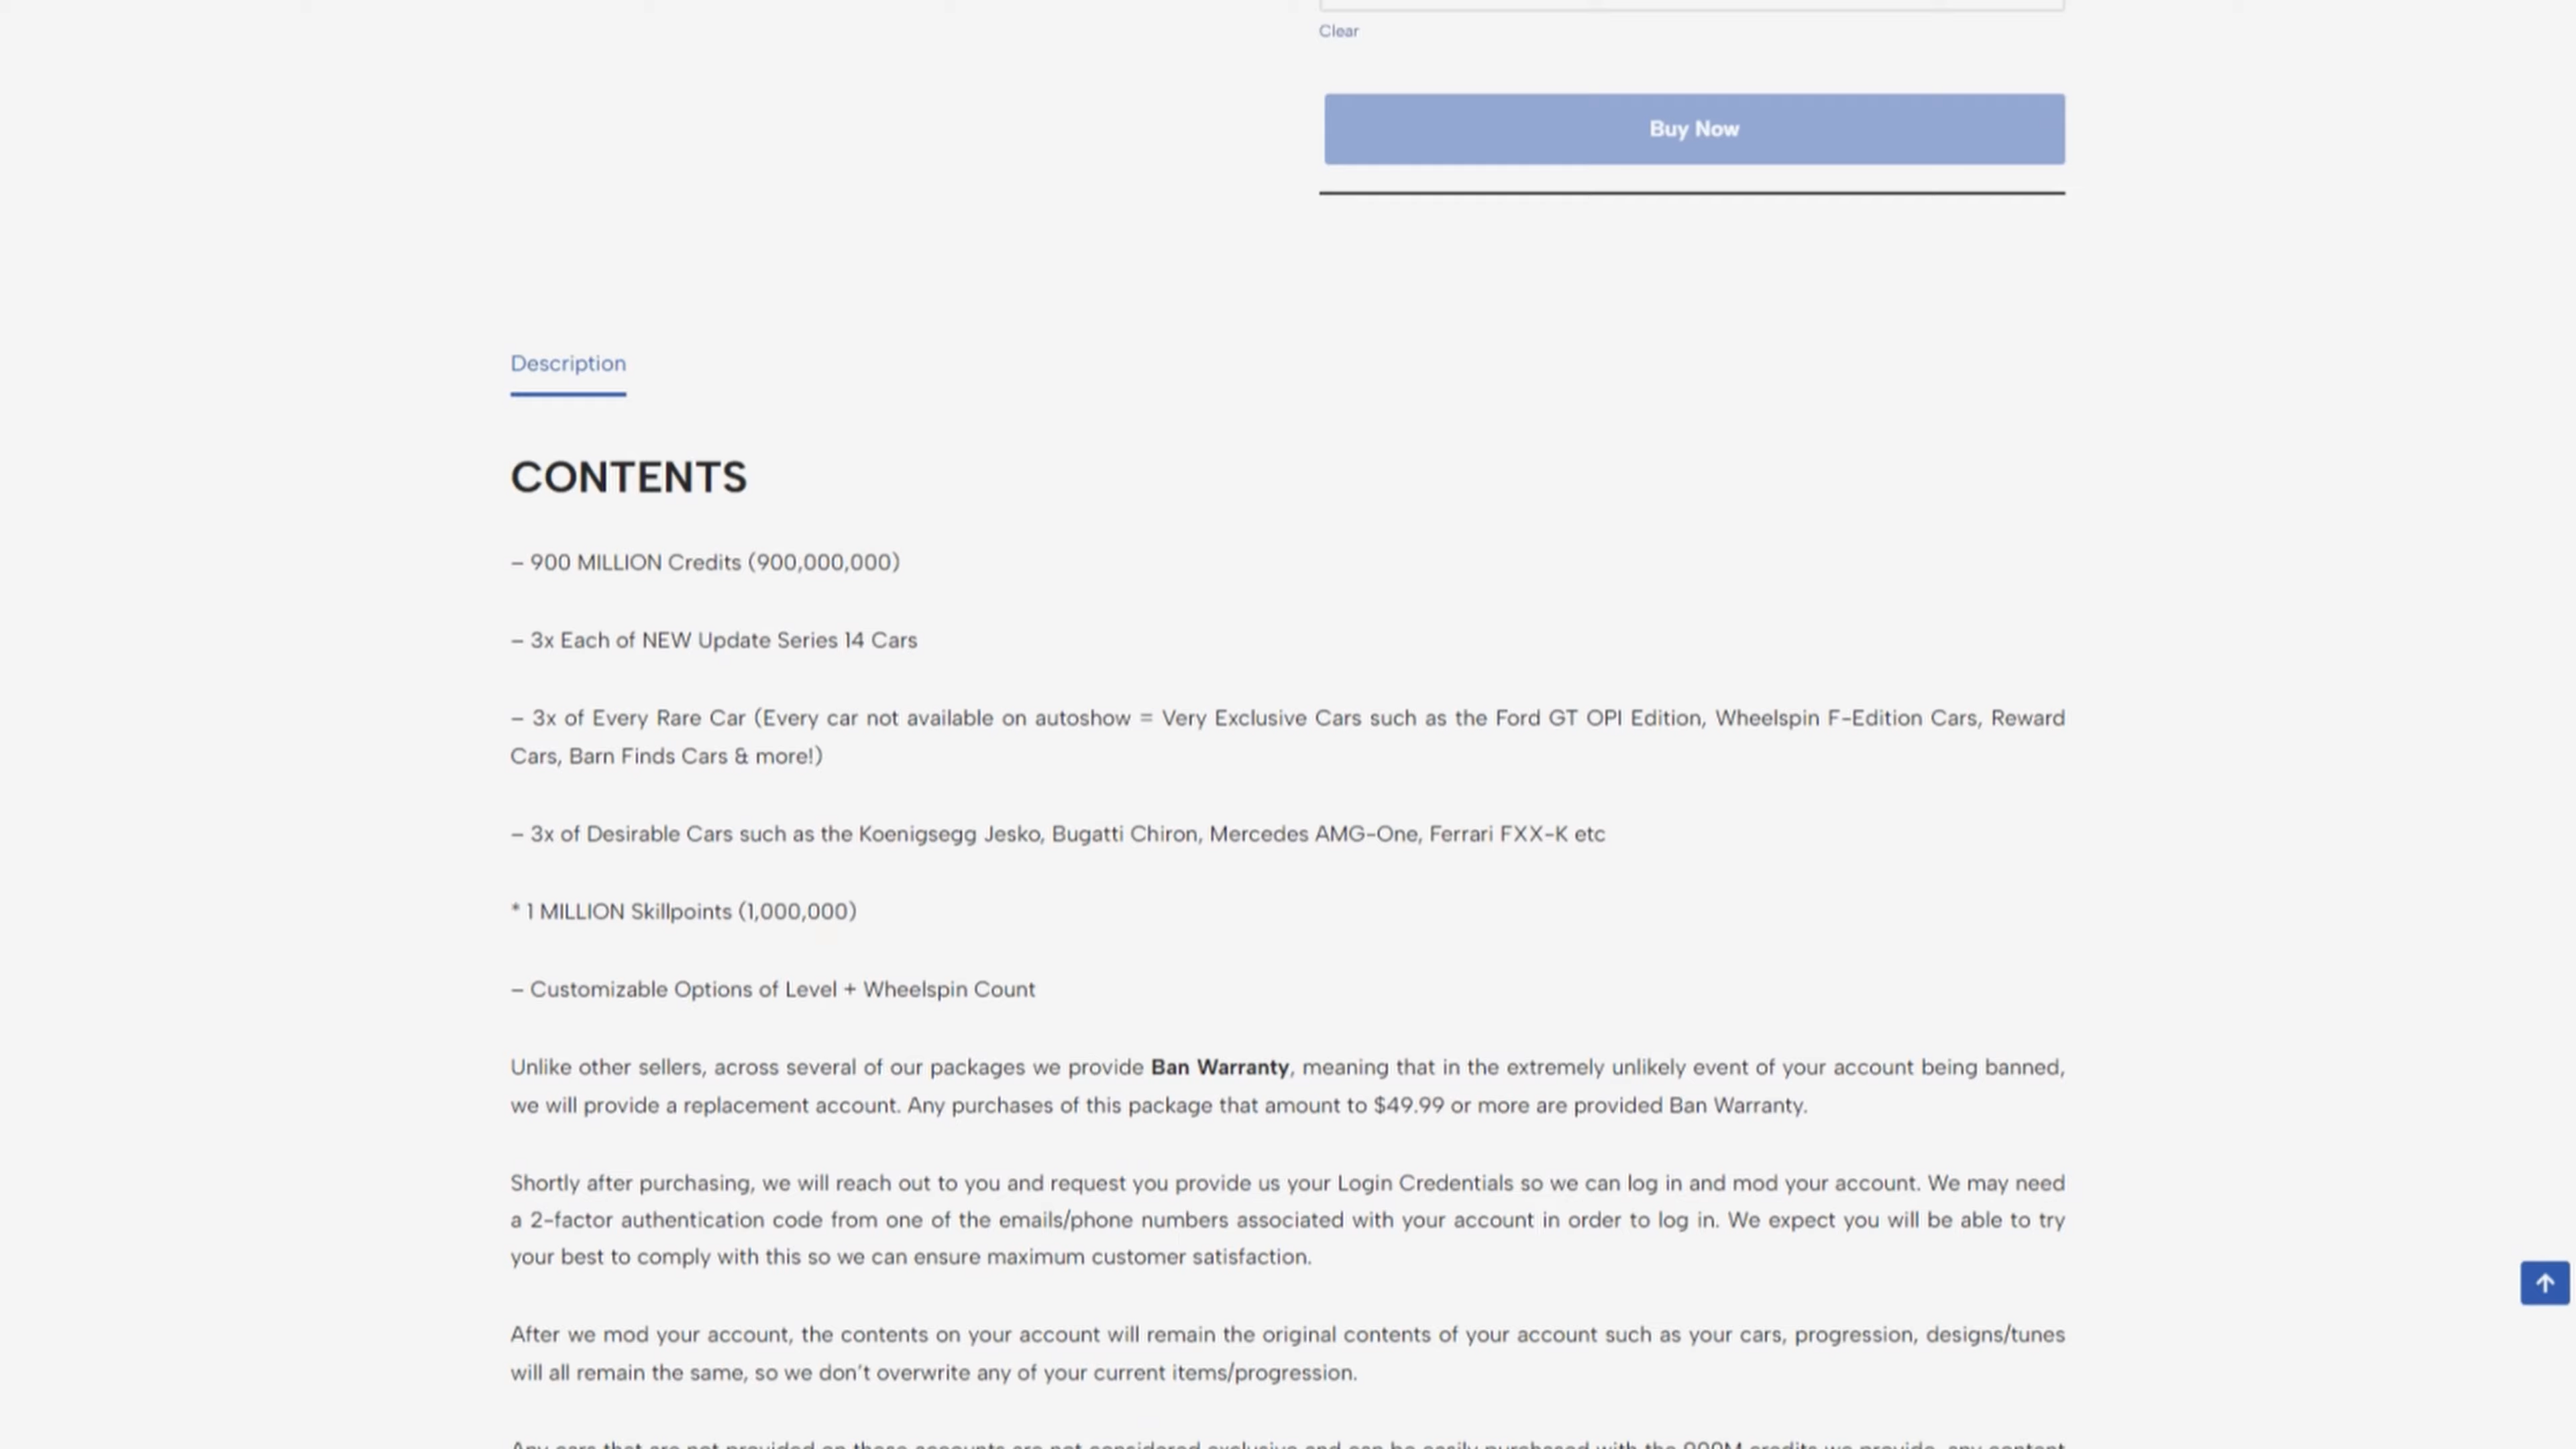 Clear
Buy Now
Description
CONTENTS
– 900 MILLION Credits (900,000,000)
– 3x Each of NEW Update Series 14 Cars
– 3x of Every Rare Car (Every car not available on autoshow = Very Exclusive Cars such as the Ford GT OPI Edition, Wheelspin F-Edition Cars, Reward
Cars, Barn Finds Cars & more!)
– 3x of Desirable Cars such as the Koenigsegg Jesko, Bugatti Chiron, Mercedes AMG-One, Ferrari FXX-K etc
* 1 MILLION Skillpoints (1,000,000)
– Customizable Options of Level + Wheelspin Count
Unlike other sellers, across several of our packages we provide Ban Warranty, meaning that in the extremely unlikely event of your account being banned,
we will provide a replacement account. Any purchases of this package that amount to $49.99 or more are provided Ban Warranty.
Shortly after purchasing, we will reach out to you and request you provide us your Login Credentials so we can log in and mod your account. We may need
a 2-factor authentication code from one of the emails/phone numbers associated with your account in order to log in. We expect you will be able to try
your best to comply with this so we can ensure maximum customer satisfaction.
After we mod your account, the contents on your account will remain the original contents of your account such as your cars, progression, designs/tunes
will all remain the same, so we don't overwrite any of your current items/progression.